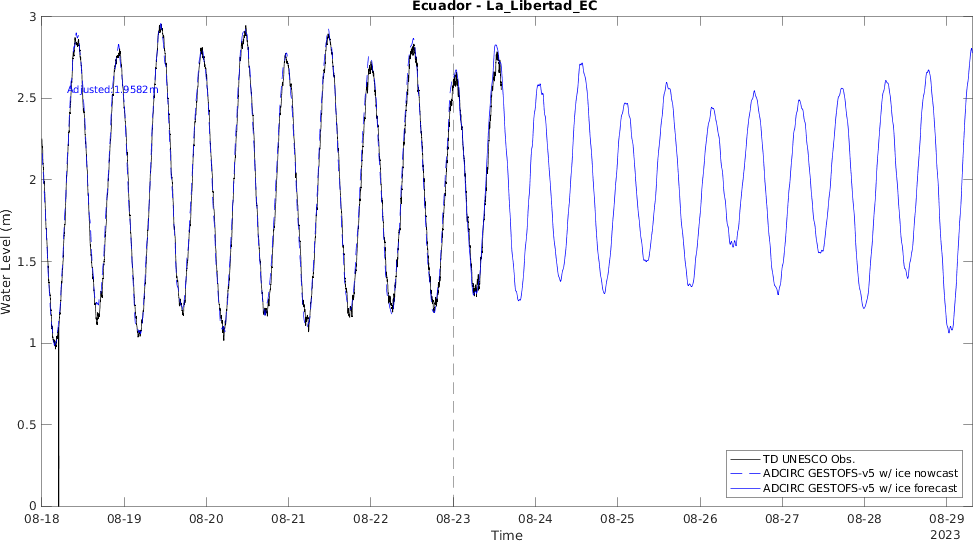 Ecuador - La_Libertad_EC
3
2.5
2
1.5
1
0.5
0
Water Level (m)
Adjusted:1.9582m
TD UNESCO Obs.
ADCIRC GESTOFS-v5 w/ ice nowcast
ADCIRC GESTOFS-v5 w/ ice forecast
08-18 08-19 08-20 08-21 08-22 08-23 08-24 08-25 08-26 08-27 08-28 08-29
2023
Time